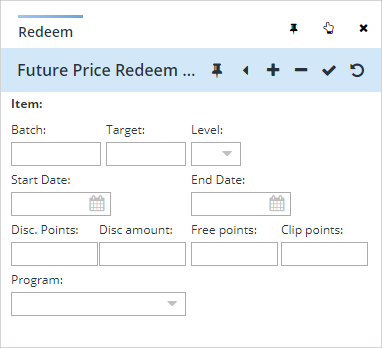 Redeem
Future Price Redeem ...
Item:
Batch: Target: Level:
Start Date: End Date:
Disc. Points: Disc amount: Free points: Clip points:
Program: